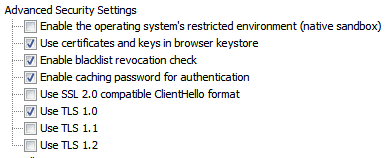 Advanced Security Settings
Enable the operating system's restricted environment (native sandbox)
Use certificates and keys in browser keystore
Enable blacklist revocation check
Enable caching password for authentication
Use SSL 2.0 compatible ClientHello format
Use TLS 1.0
Use TLS 1.1
Use TLS 1.2